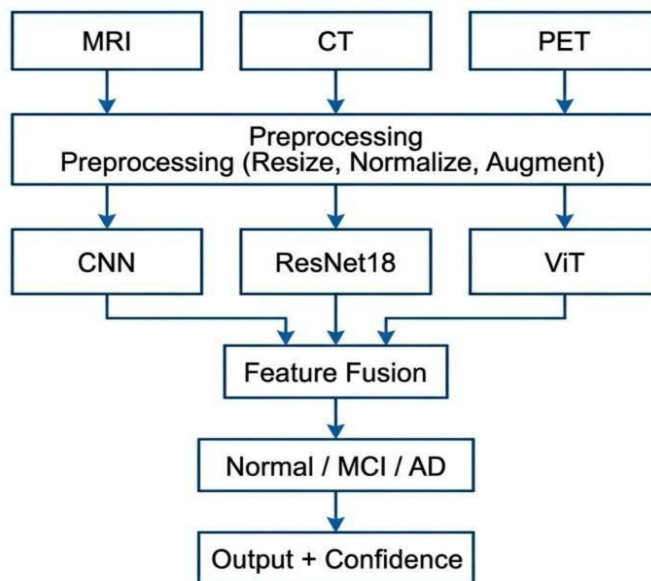 MRI
CT
PET
Preprocessing
Preprocessing (Resize, Normalize, Augment)
CNN
ResNet18
ViT
Feature Fusion
Normal / MCI / AD
Output + Confidence